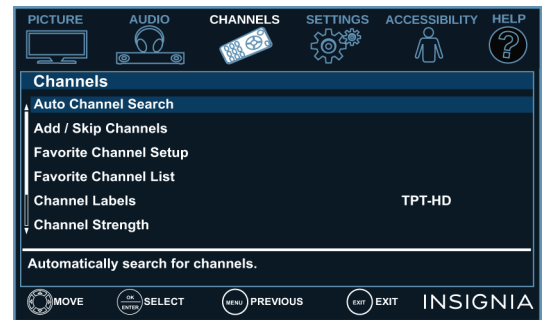 PICTURE AUDIO CHANNELS SETTINGS ACCESSIBILITY HELP
?
Channels
Auto Channel Search
Add / Skip Channels
Favorite Channel Setup
Favorite Channel List
Channel Labels TPT-HD
Channel Strength
Automatically search for channels.
MOVE OK ENTER SELECT MENU PREVIOUS EXIT EXIT INSIGNIA